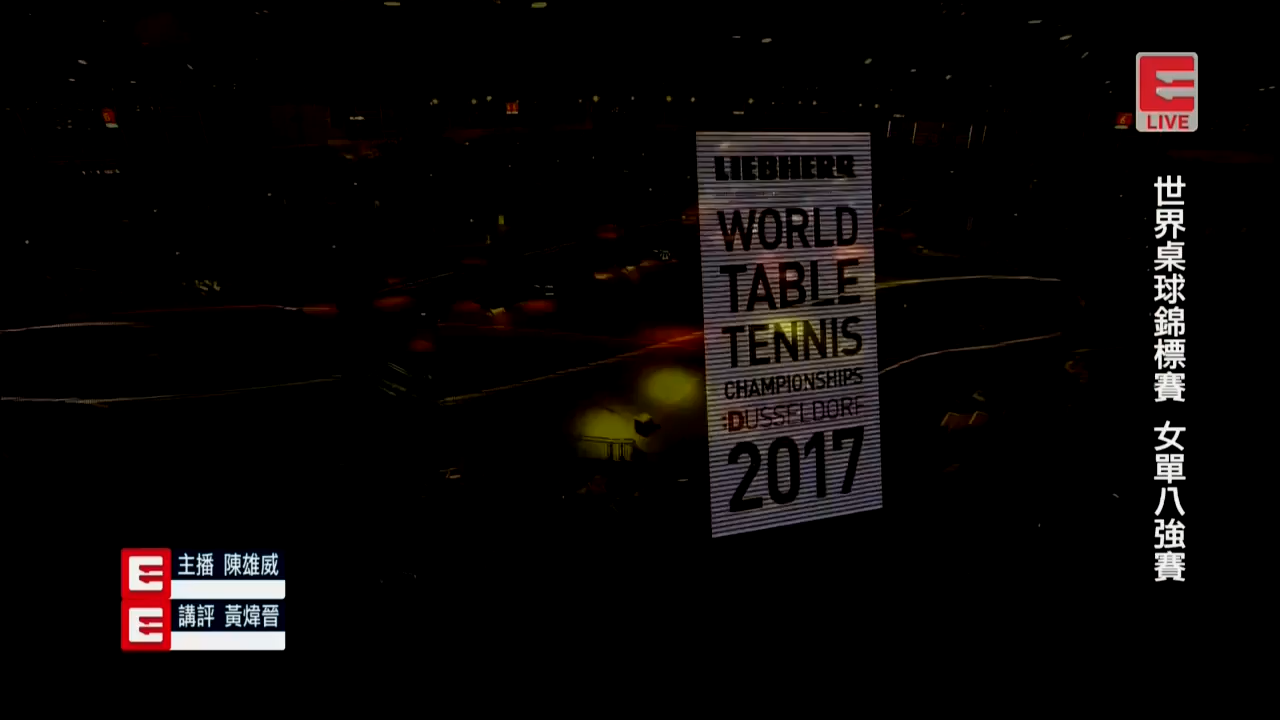 LIVE
世界桌球錦標賽 女單八強賽
LIEBHERR
WORLD
TABLE
TENNIS
CHAMPIONSHIPS
DUSSELDORF
2017
主播 陳雄威
講評 黃煒晉